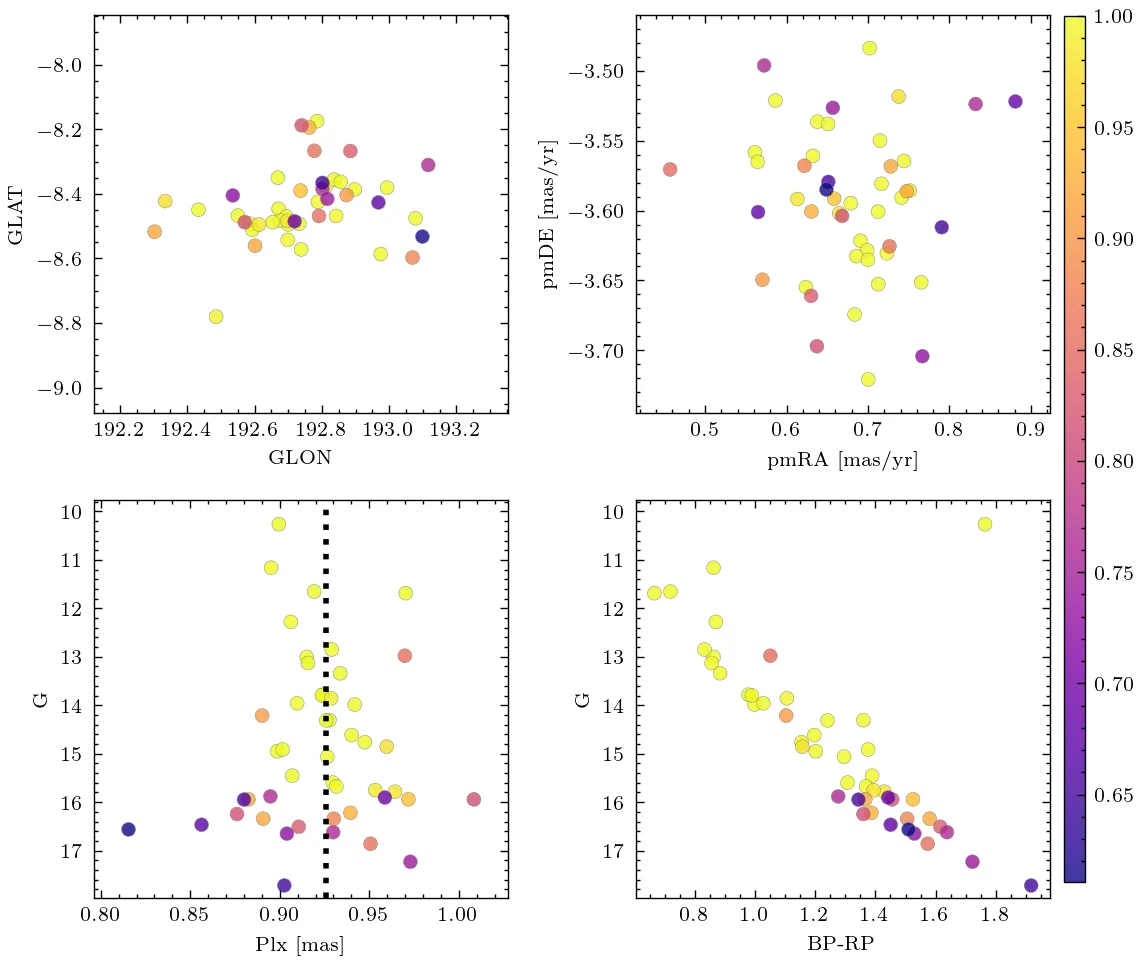 −8.0
−8.2
−8.4
−8.6
−8.8
−9.0
GLAT
192.2 192.4 192.6 192.8 193.0 193.2
GLON
−3.50
−3.55
−3.60
−3.65
−3.70
pmDE [mas/yr]
0.5 0.6 0.7 0.8 0.9
pmRA [mas/yr]
1.00
0.95
0.90
0.85
0.80
0.75
0.70
0.65
10
11
12
13
14
15
16
17
G
0.80 0.85 0.90 0.95 1.00
Plx [mas]
10
11
12
13
14
15
16
17
G
0.8 1.0 1.2 1.4 1.6 1.8
BP-RP